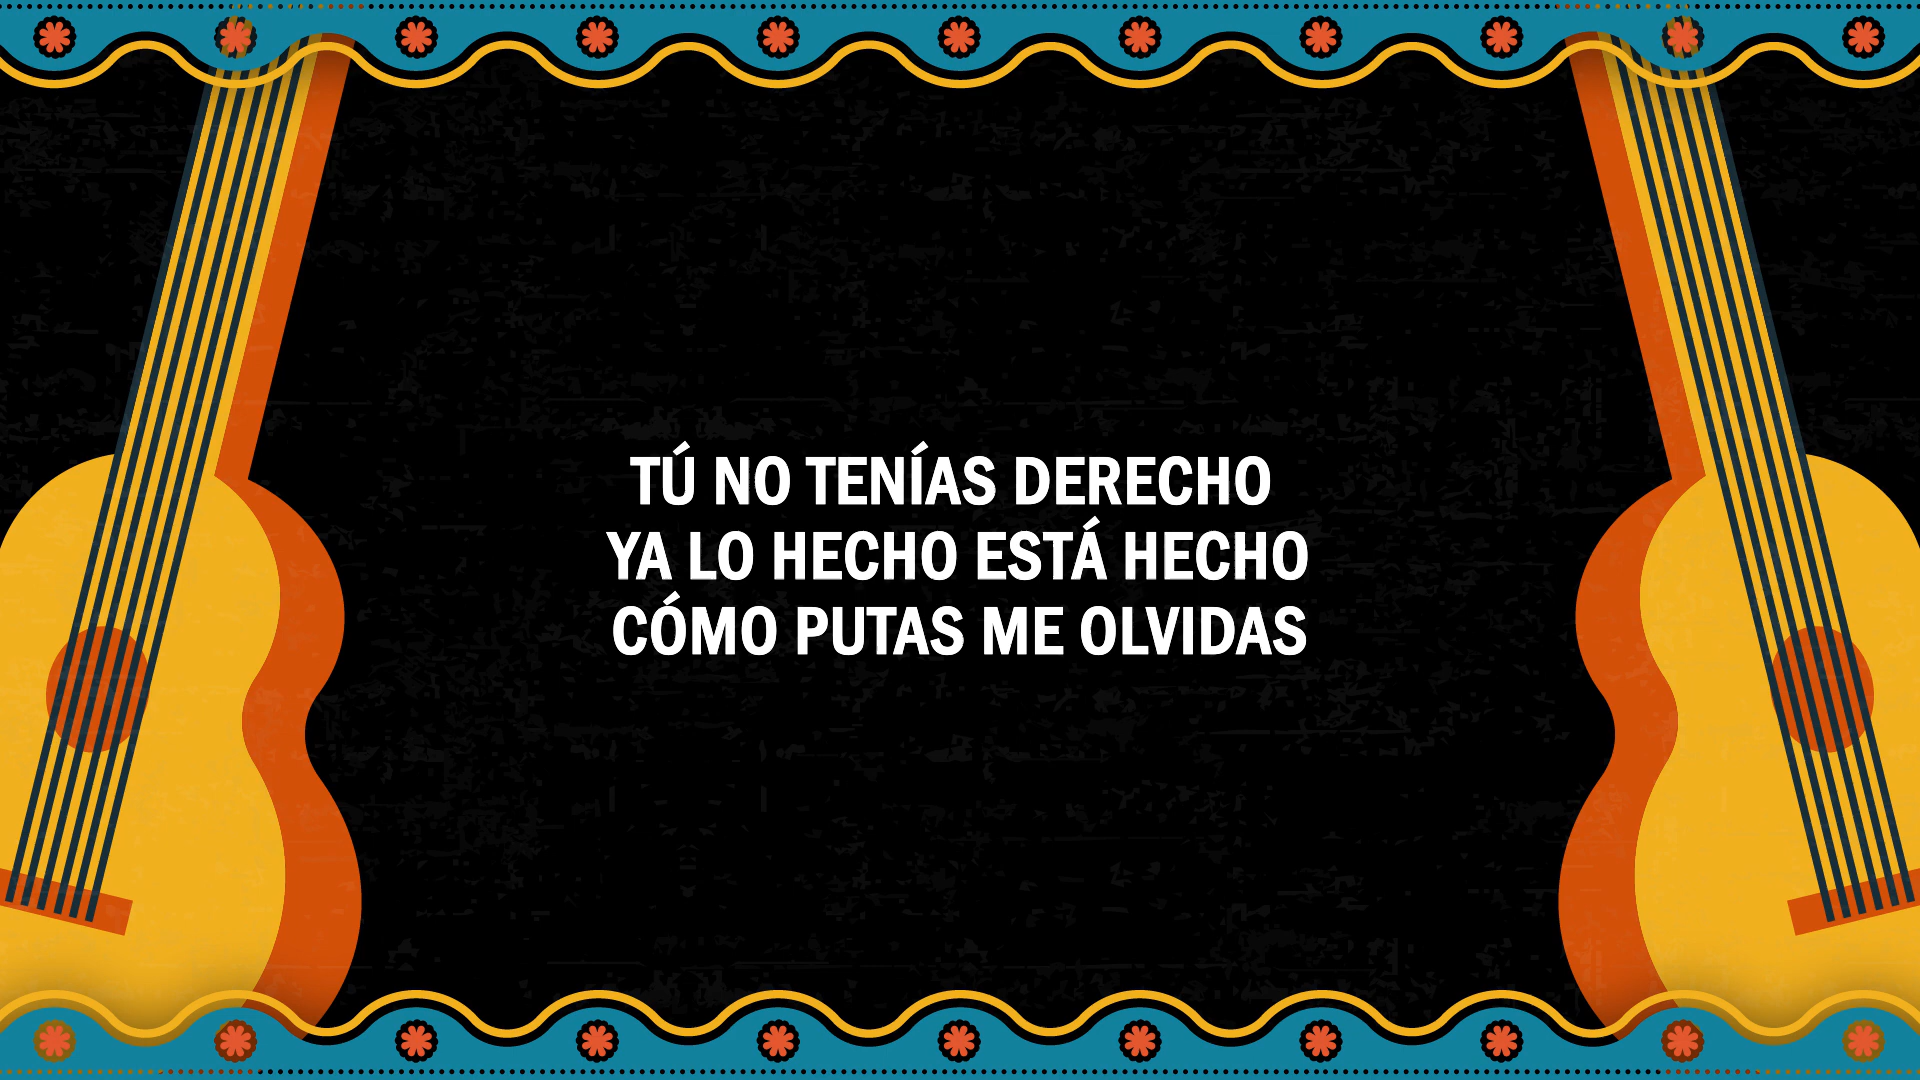 TÚ NO TENÍAS DERECHO
YA LO HECHO ESTÁ HECHO
CÓMO PUTAS ME OLVIDAS